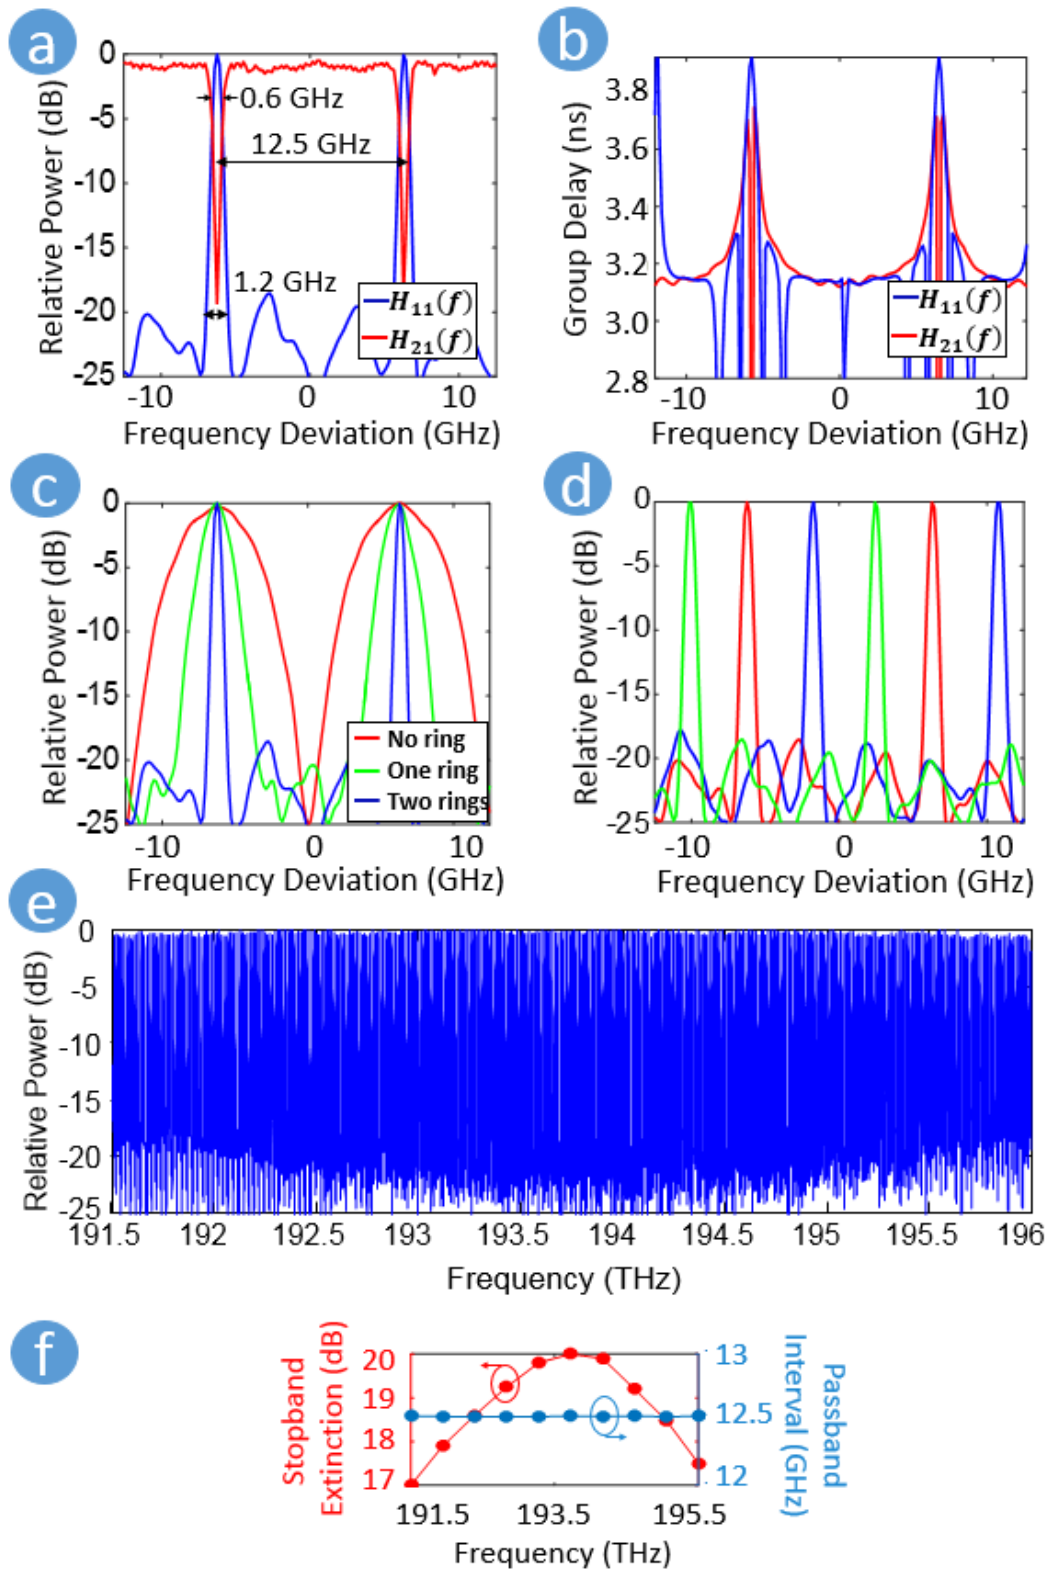 a
0
-5
-10
-15
-20
-25
Relative Power (dB)
0.6 GHz
12.5 GHz
1.2 GHz
H₁₁(f)
H₂₁(f)
-10 0 10
Frequency Deviation (GHz)
b
3.8
3.6
3.4
3.2
3.0
2.8
Group Delay (ns)
H₁₁(f)
H₂₁(f)
-10 0 10
Frequency Deviation (GHz)
c
0
-5
-10
-15
-20
-25
Relative Power (dB)
No ring
One ring
Two rings
-10 0 10
Frequency Deviation (GHz)
d
0
-5
-10
-15
-20
-25
Relative Power (dB)
-10 0 10
Frequency Deviation (GHz)
e
0
-5
-10
-15
-20
-25
Relative Power (dB)
191.5 192 192.5 193 193.5 194 194.5 195 195.5 196
Frequency (THz)
f
Stopband
Extinction (dB)
20
19
18
17
13
12.5
12
Passband
Interval (GHz)
191.5 193.5 195.5
Frequency (THz)